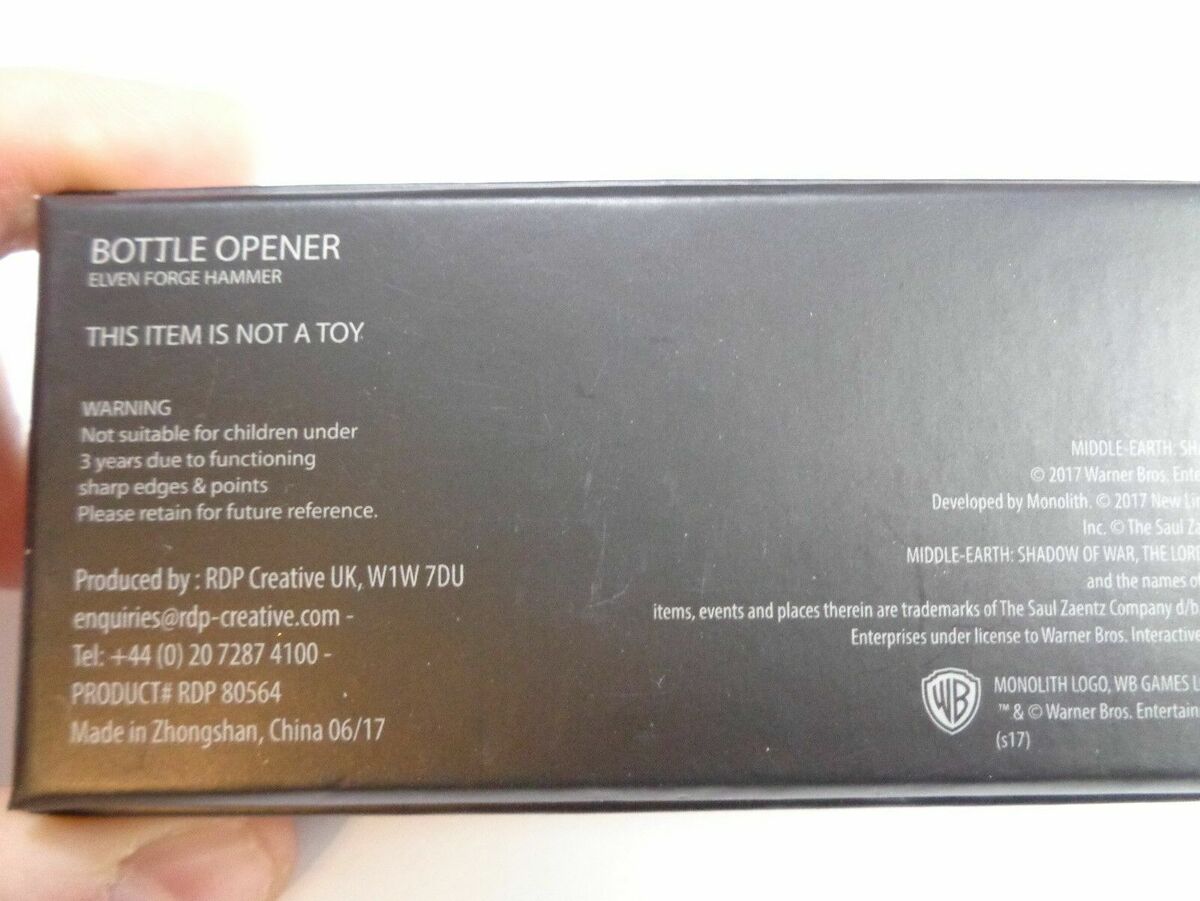 BOTTLE OPENER
ELVEN FORGE HAMMER
THIS ITEM IS NOT A TOY
WARNING
Not suitable for children under
3 years due to functioning
sharp edges & points
Please retain for future reference.
Produced by : RDP Creative UK, W1W 7DU
enquiries@rdp-creative.com -
Tel: +44 (0) 20 7287 4100 -
PRODUCT# RDP 80564
Made in Zhongshan, China 06/17
MIDDLE-EARTH:
© 2017 Warner Bros.
Developed by Monolith. © 2017 New
Inc. © The Saul
MIDDLE-EARTH: SHADOW OF WAR, THE
and the names
items, events and places therein are trademarks of The Saul Zaentz Company
Enterprises under license to Warner Bros. Interactive
WB
MONOLITH LOGO, WB GAMES
™ & © Warner Bros.
(s17)